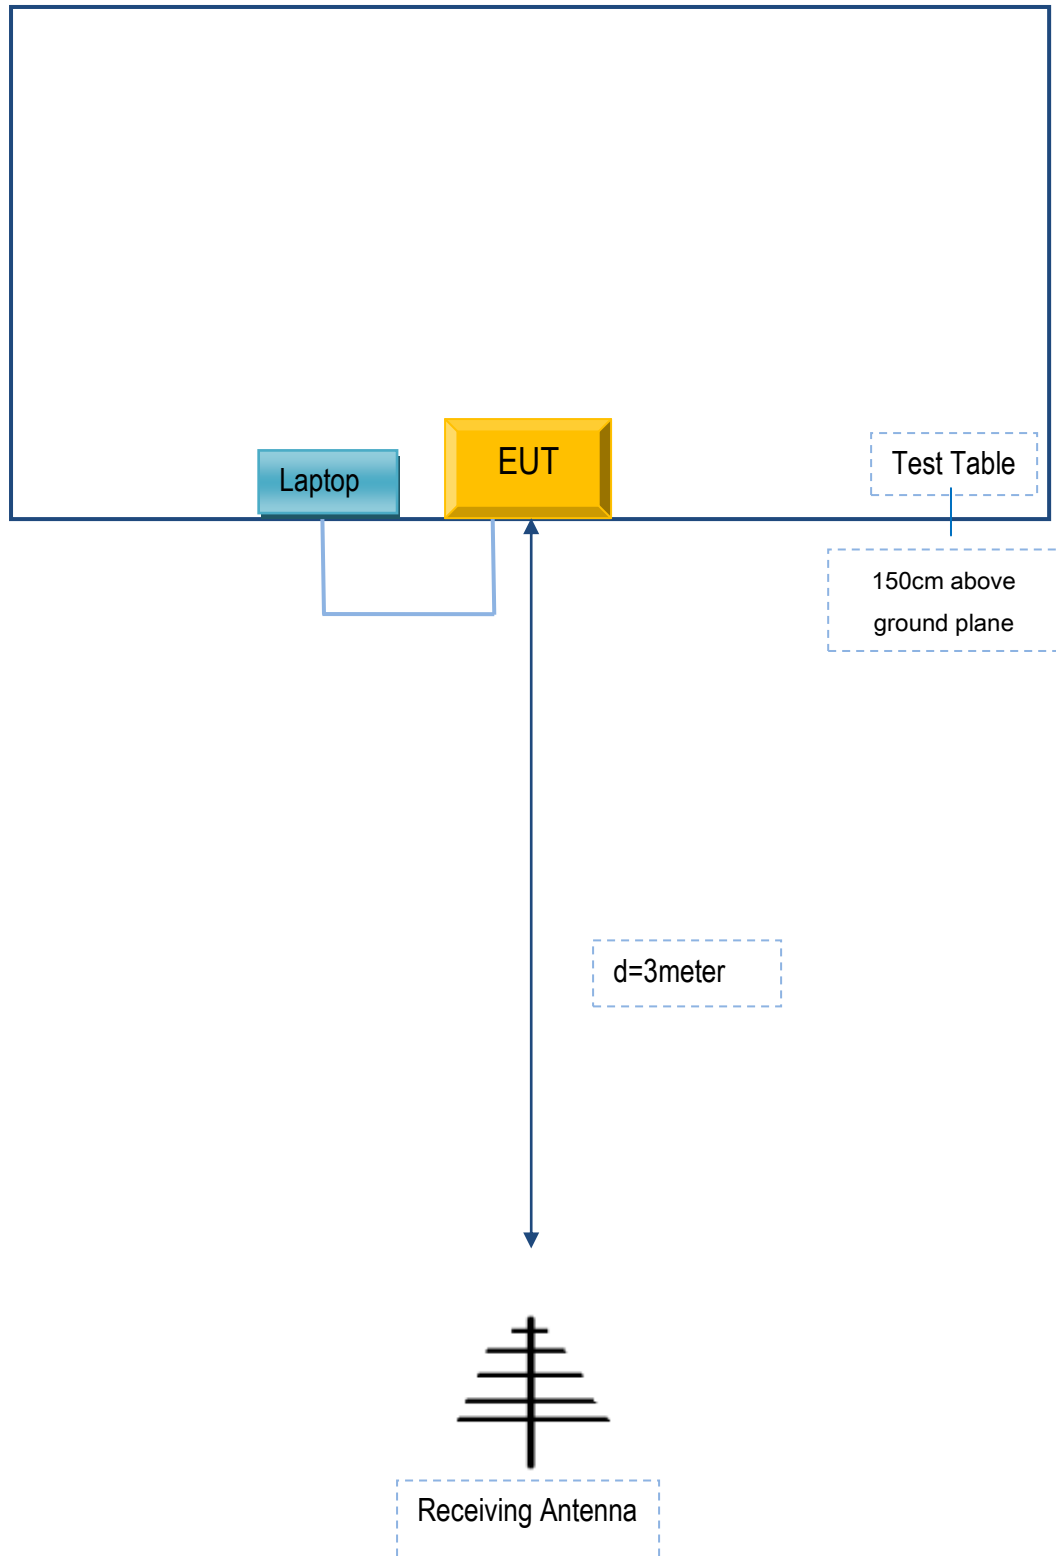 Laptop
EUT
Test Table
150cm above
ground plane
d=3meter
Receiving Antenna